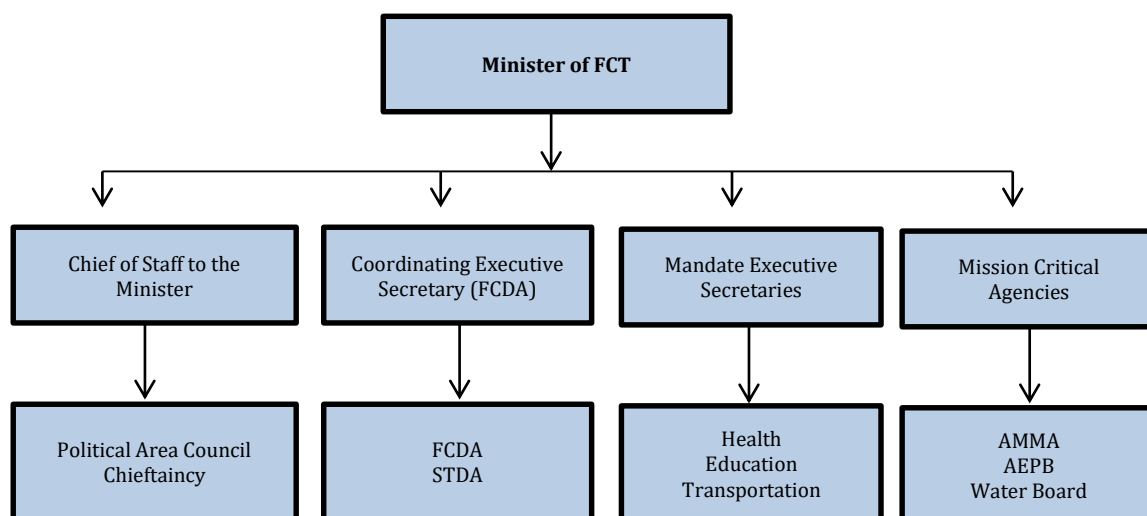 Minister of FCT
Chief of Staff to the
Minister
Coordinating Executive
Secretary (FCDA)
Mandate Executive
Secretaries
Mission Critical
Agencies
Political Area Council
Chieftaincy
FCDA
STDA
Health
Education
Transportation
AMMA
AEPB
Water Board